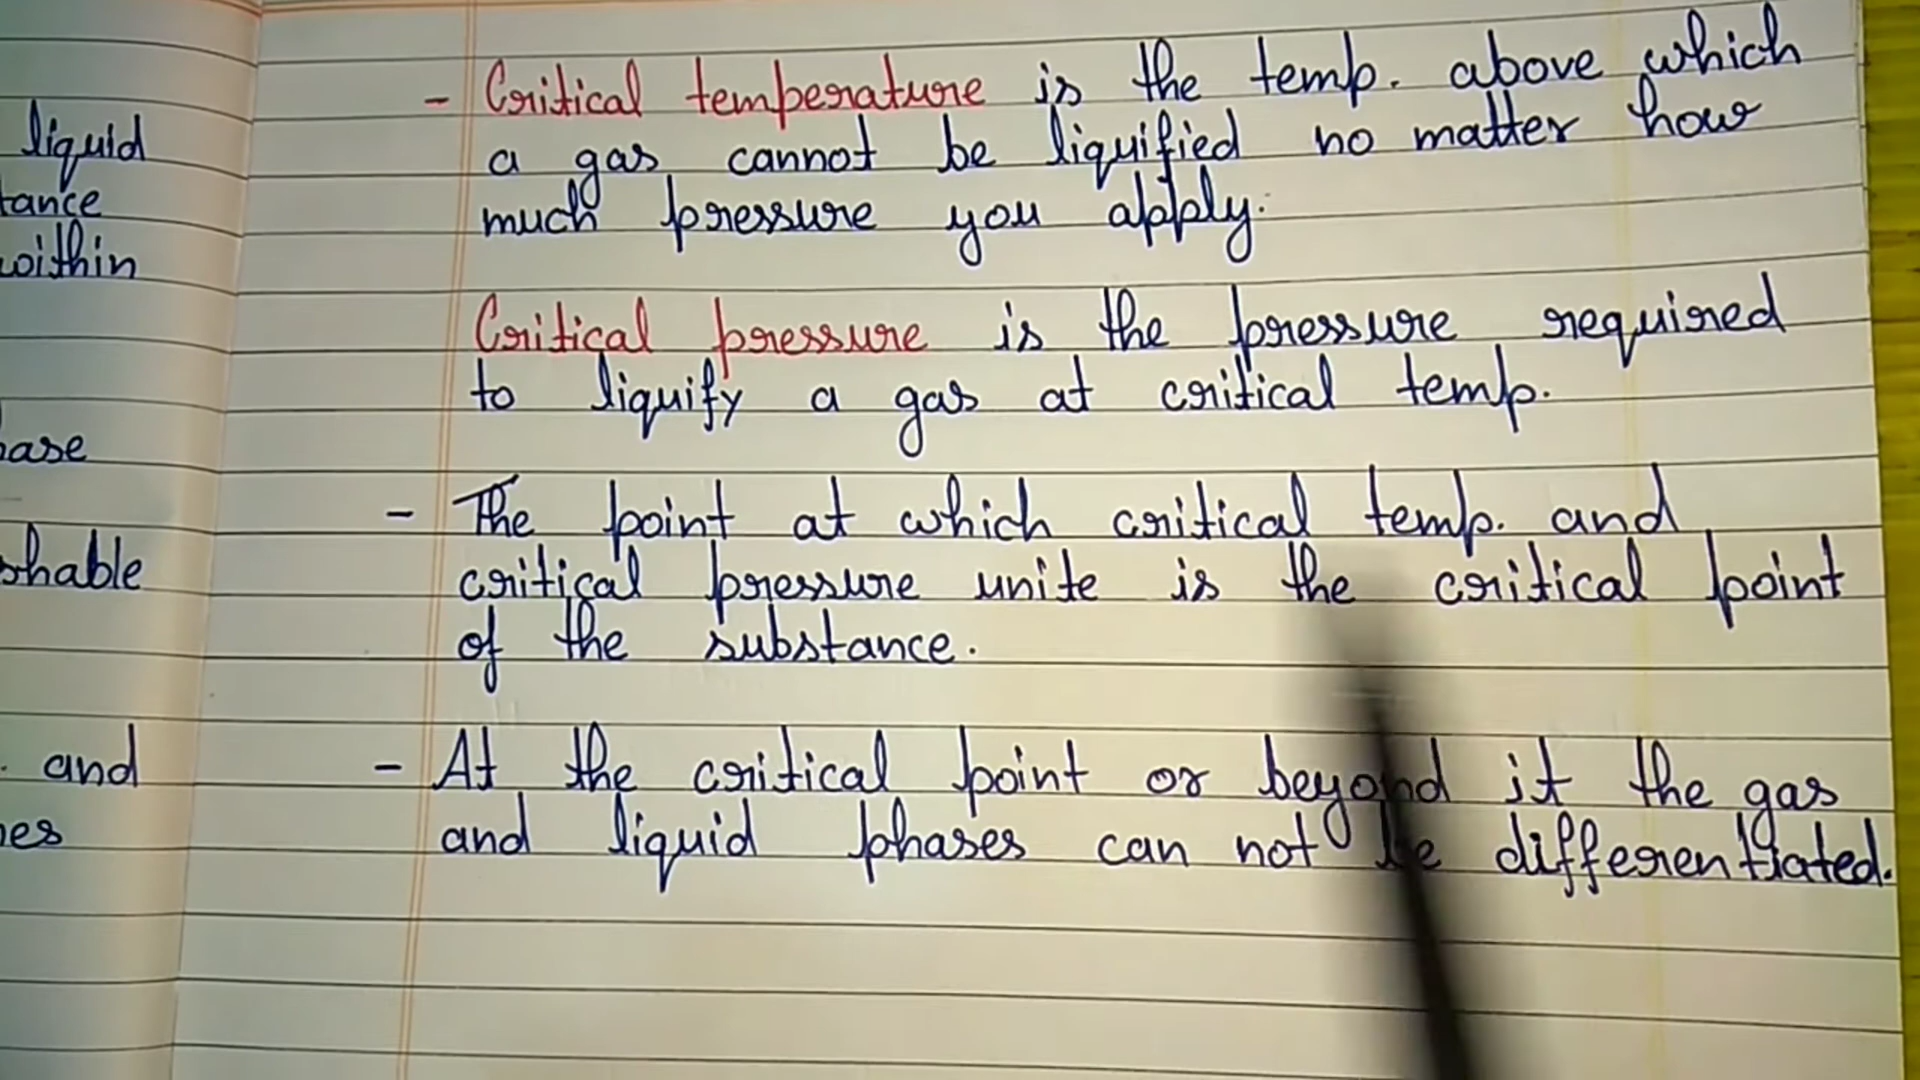 liquid
tance
within
ase
shable
. and
es
- Critical temperature is the temp. above which
a gas cannot be liquified no matter how
much pressure you apply.
Critical pressure is the pressure required
to liquify a gas at critical temp.
- The point at which critical temp. and
critical pressure unite is the critical point
of the substance.
- At the critical point or beyond it the gas
and liquid phases can not be differentiated.